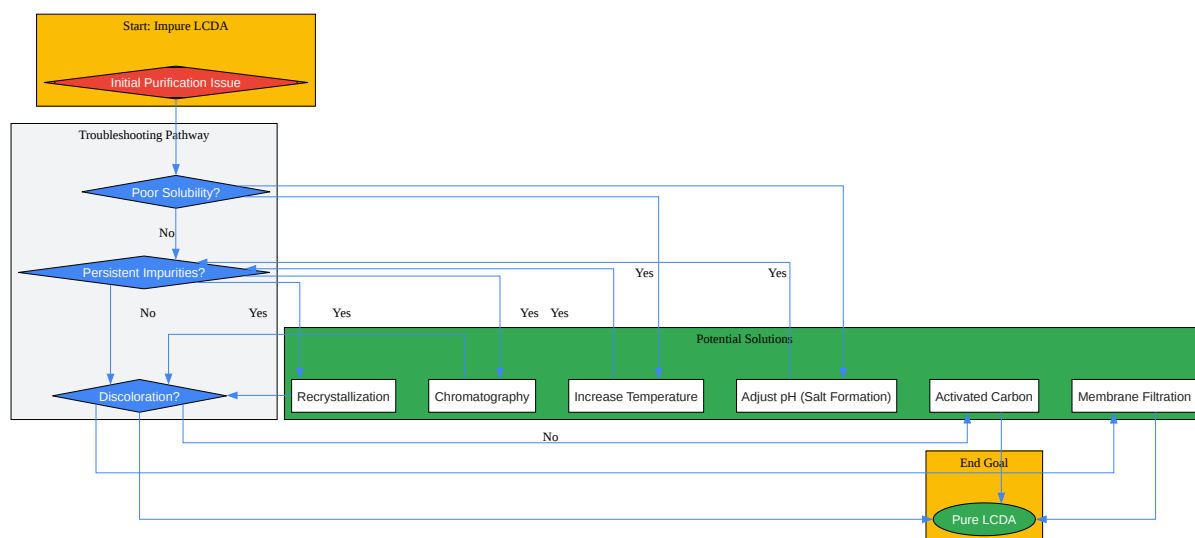 Start: Impure LCDA
Initial Purification Issue
Troubleshooting Pathway
Poor Solubility?
No
Persistent Impurities?
Yes
Yes
No
Yes
Yes
Yes
Yes
Potential Solutions
Discoloration?
Recrystallization
Chromatography
Increase Temperature
Adjust pH (Salt Formation)
Activated Carbon
Membrane Filtration
No
End Goal
Pure LCDA